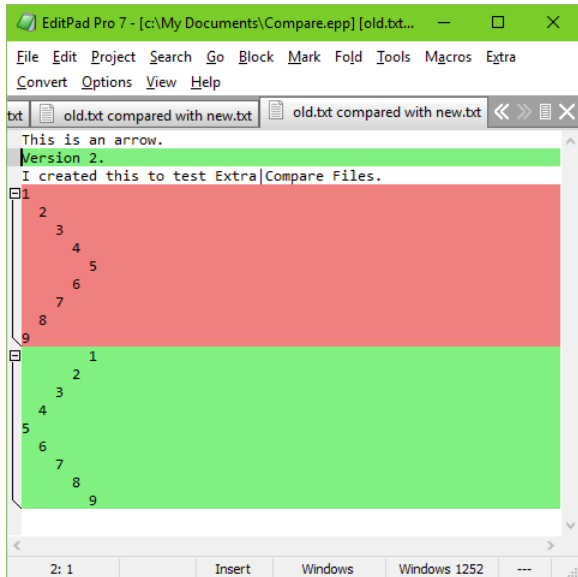 EditPad Pro 7 - [c:\My Documents\Compare.epp] [old.txt...
File Edit Project Search Go Block Mark Fold Tools Macros Extra
Convert Options View Help
txt old.txt compared with new.txt old.txt compared with new.txt
This is an arrow.
Version 2.
I created this to test Extra|Compare Files.
1
2
3
4
5
6
7
8
9
1
2
3
4
5
6
7
8
9
2: 1 Insert Windows Windows 1252 ---